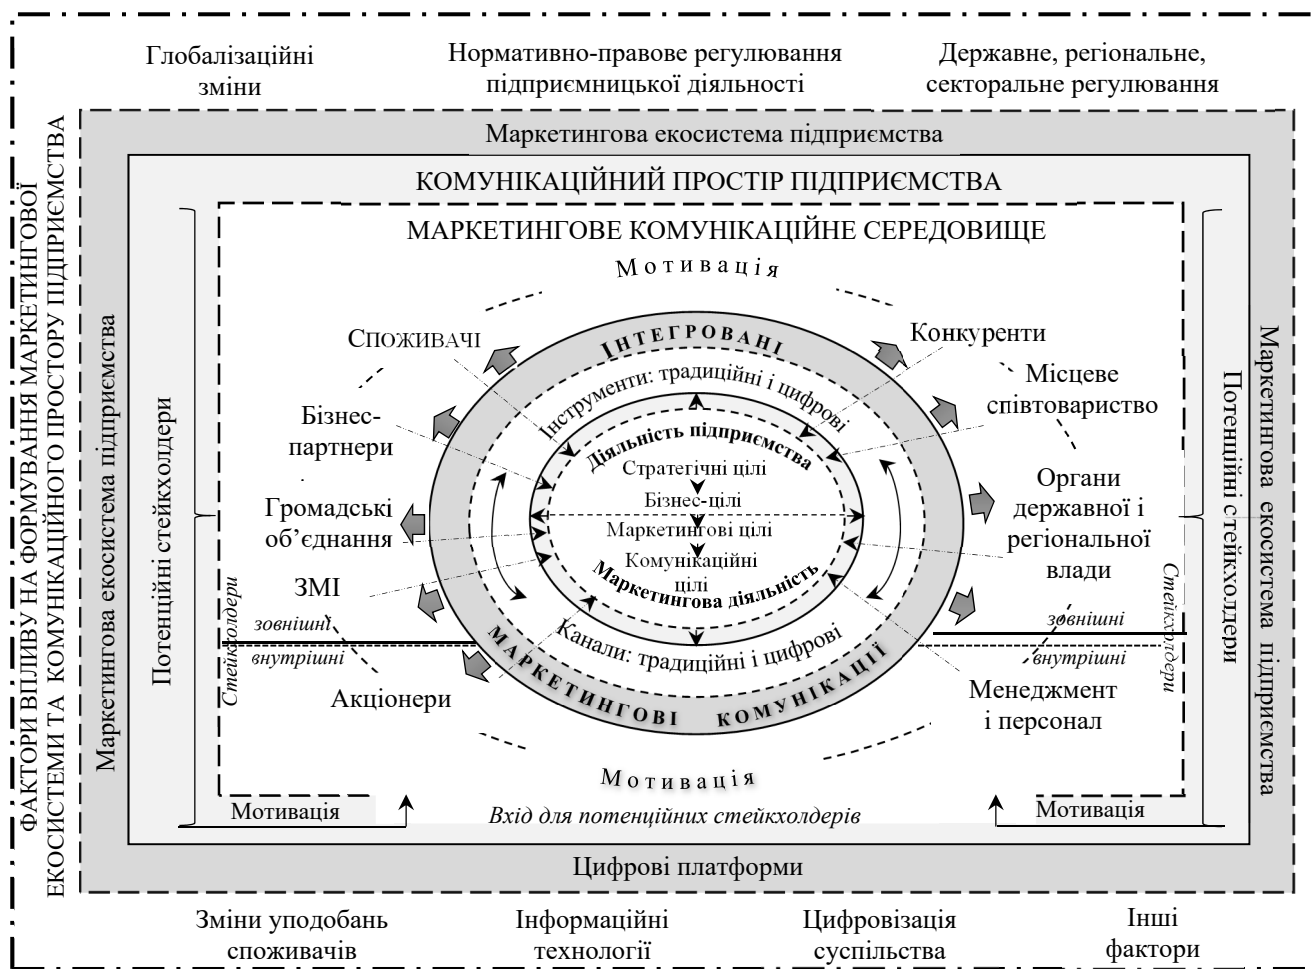 Глобалізаційні
зміни
Нормативно-правове регулювання
підприємницької діяльності
Державне, регіональне,
секторальне регулювання
ФАКТОРИ ВПЛИВУ НА ФОРМУВАННЯ МАРКЕТИНГОВОЇ
ЕКОСИСТЕМИ ТА КОМУНІКАЦІЙНОГО ПРОСТОРУ ПІДПРИЄМСТВА
Маркетингова екосистема підприємства
Маркетингова екосистема підприємства
Маркетингова екосистема підприємства
КОМУНІКАЦІЙНИЙ ПРОСТІР ПІДПРИЄМСТВА
Потенційні стейкхолдери
Потенційні стейкхолдери
МАРКЕТИНГОВЕ КОМУНІКАЦІЙНЕ СЕРЕДОВИЩЕ
Мотивація
Споживачі
Бізнес-
партнери
Громадські
об’єднання
ЗМІ
Стейкхолдери
зовнішні
внутрішні
Акціонери
ІНТЕГРОВАНІ
Інструменти: традиційні і цифрові
Діяльність підприємства
Стратегічні цілі
Бізнес-цілі
Маркетингові цілі
Комунікаційні
цілі
Маркетингова діяльність
Канали: традиційні і цифрові
МАРКЕТИНГОВІ КОМУНІКАЦІЇ
Конкуренти
Місцеве
співтовариство
Органи
державної і
регіональної
влади
Стейкхолдери
зовнішні
внутрішні
Менеджмент
і персонал
Мотивація
Мотивація
Вхід для потенційних стейкхолдерів
Мотивація
Цифрові платформи
Зміни уподобань
споживачів
Інформаційні
технології
Цифровізація
суспільства
Інші
фактори